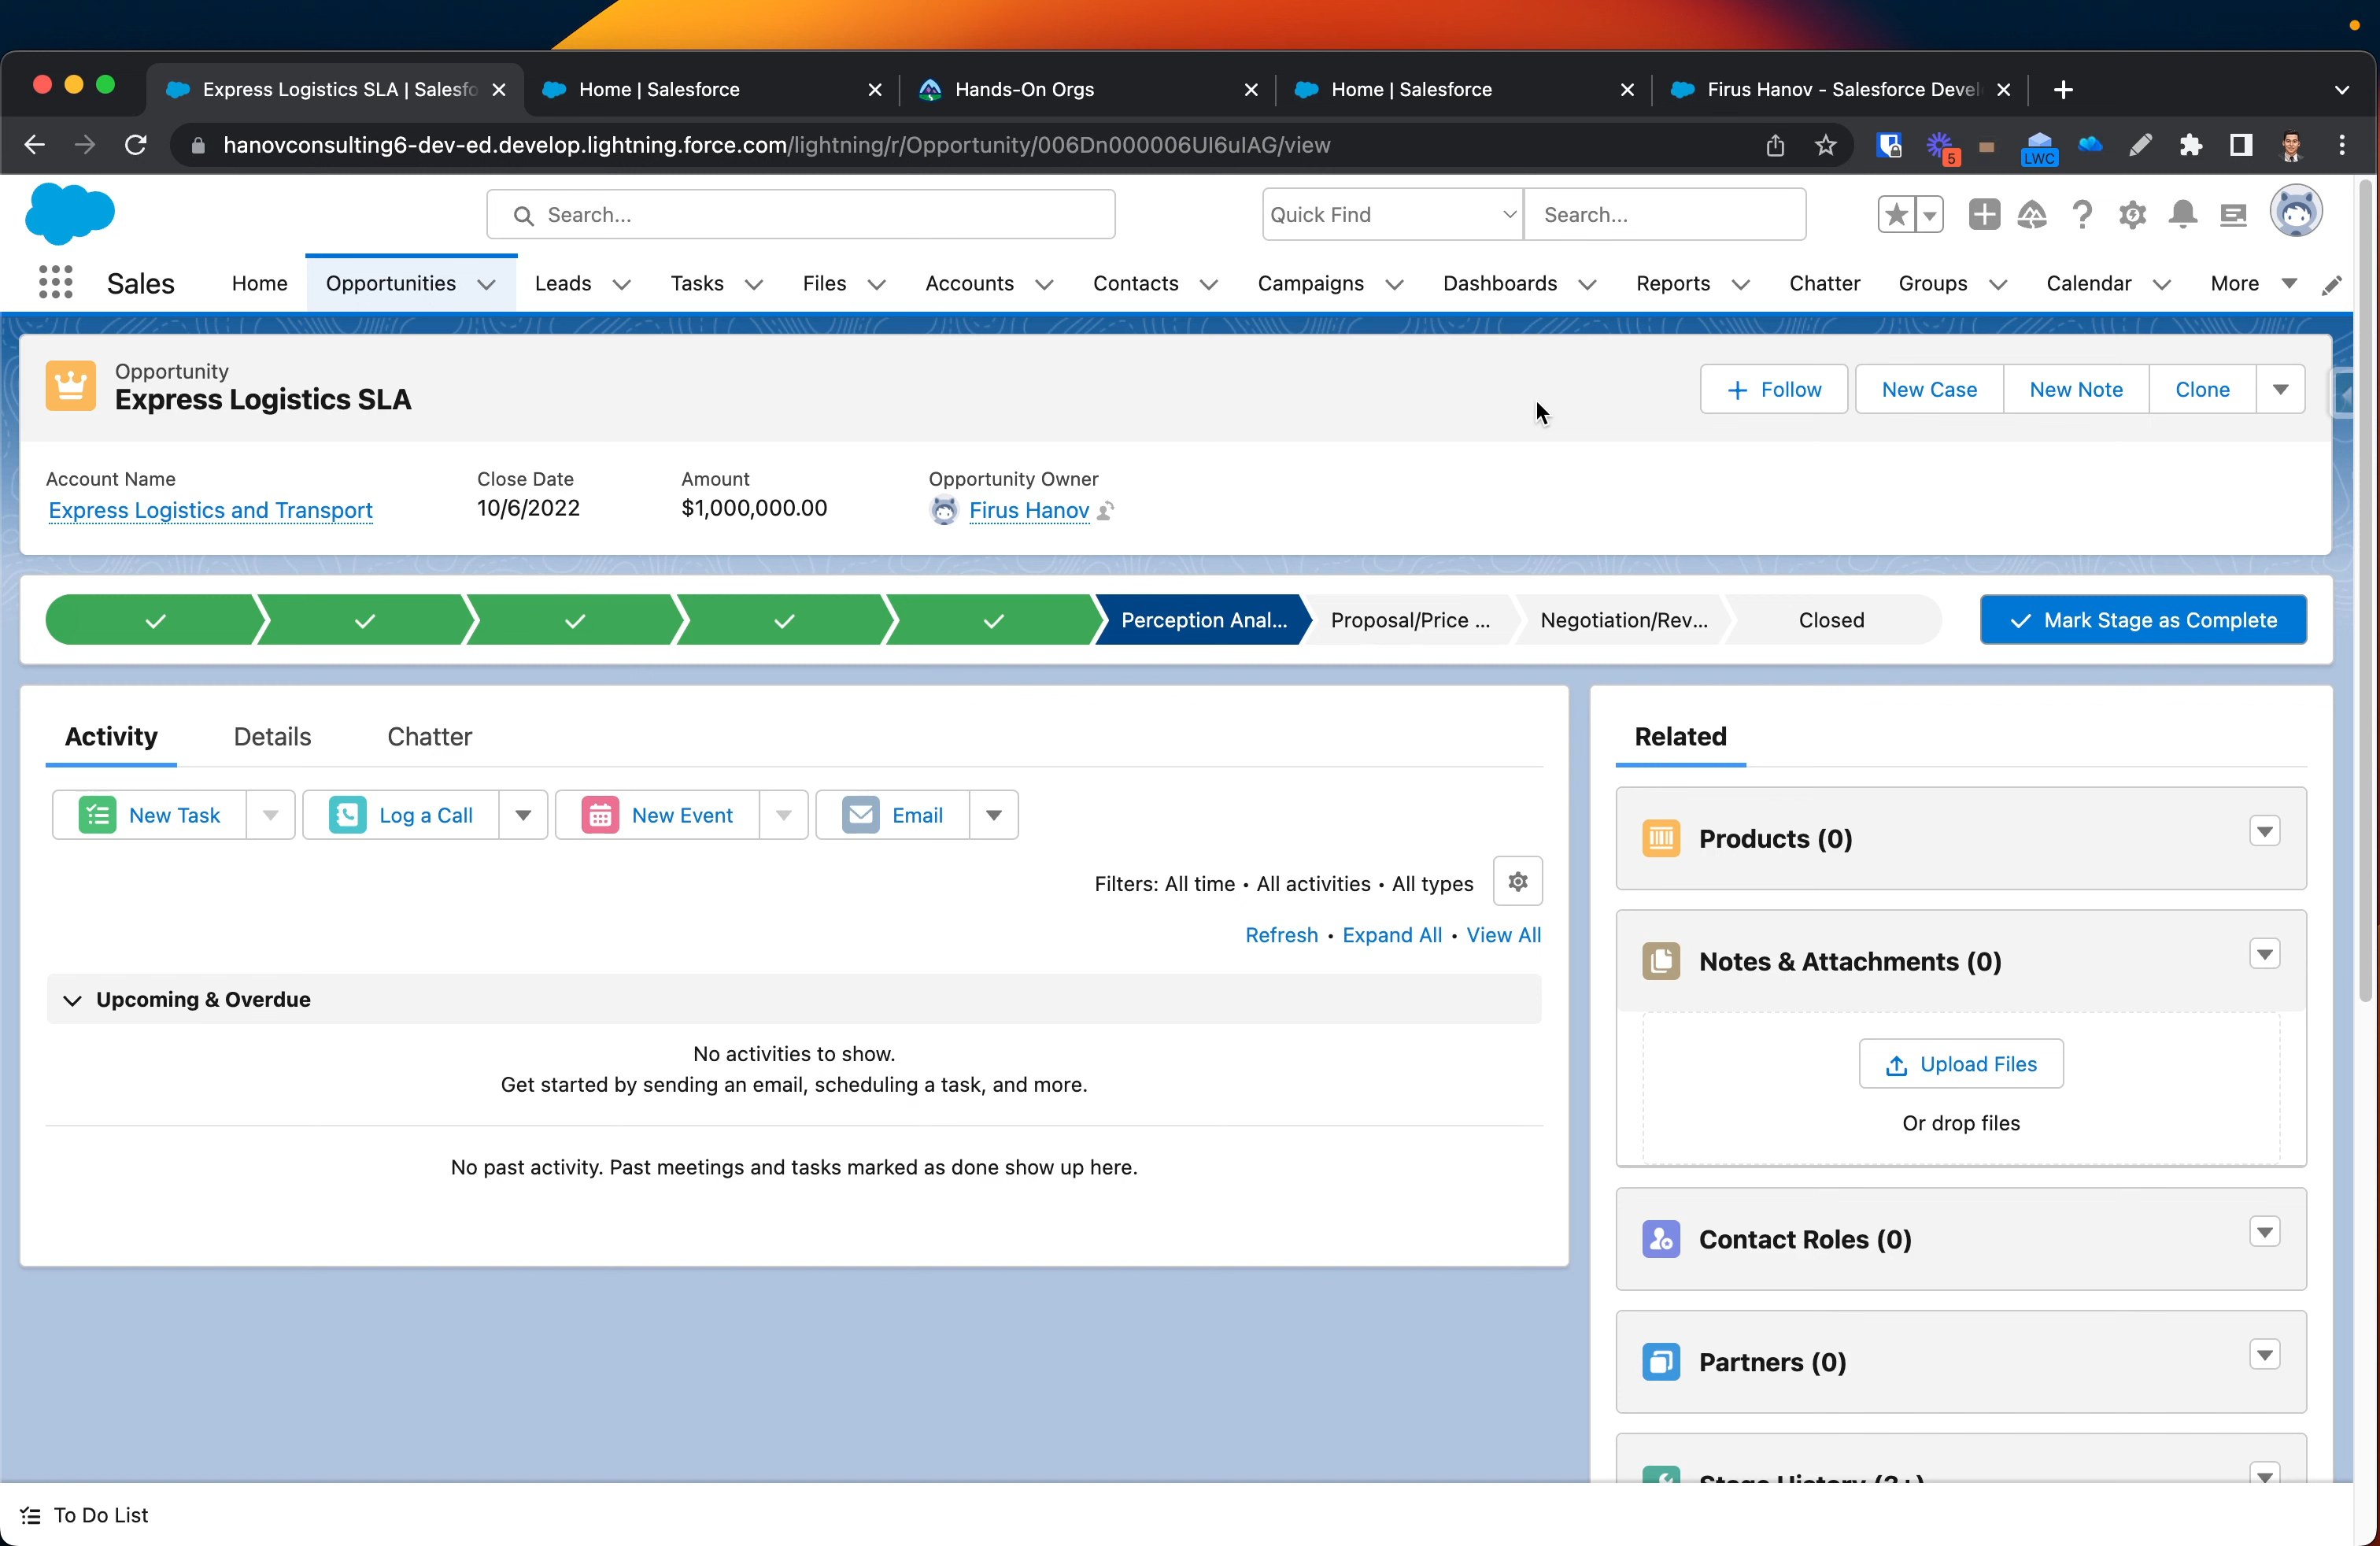 Express Logistics SLA | Salesfo
Home | Salesforce
Hands-On Orgs
Home | Salesforce
Firus Hanov - Salesforce Devel
hanovconsulting6-dev-ed.develop.lightning.force.com/lightning/r/Opportunity/006Dn000006UI6uIAG/view
5
LWC
Search...
Quick Find
Search...
Sales
Home
Opportunities
Leads
Tasks
Files
Accounts
Contacts
Campaigns
Dashboards
Reports
Chatter
Groups
Calendar
More
Opportunity
Express Logistics SLA
Follow
New Case
New Note
Clone
Account Name
Express Logistics and Transport
Close Date
10/6/2022
Amount
$1,000,000.00
Opportunity Owner
Firus Hanov
Perception Anal...
Proposal/Price ...
Negotiation/Rev...
Closed
Mark Stage as Complete
Activity
Details
Chatter
New Task
Log a Call
New Event
Email
Filters: All time • All activities • All types
Refresh • Expand All • View All
Upcoming & Overdue
No activities to show.
Get started by sending an email, scheduling a task, and more.
No past activity. Past meetings and tasks marked as done show up here.
Related
Products (0)
Notes & Attachments (0)
Upload Files
Or drop files
Contact Roles (0)
Partners (0)
Stage History (3+)
To Do List